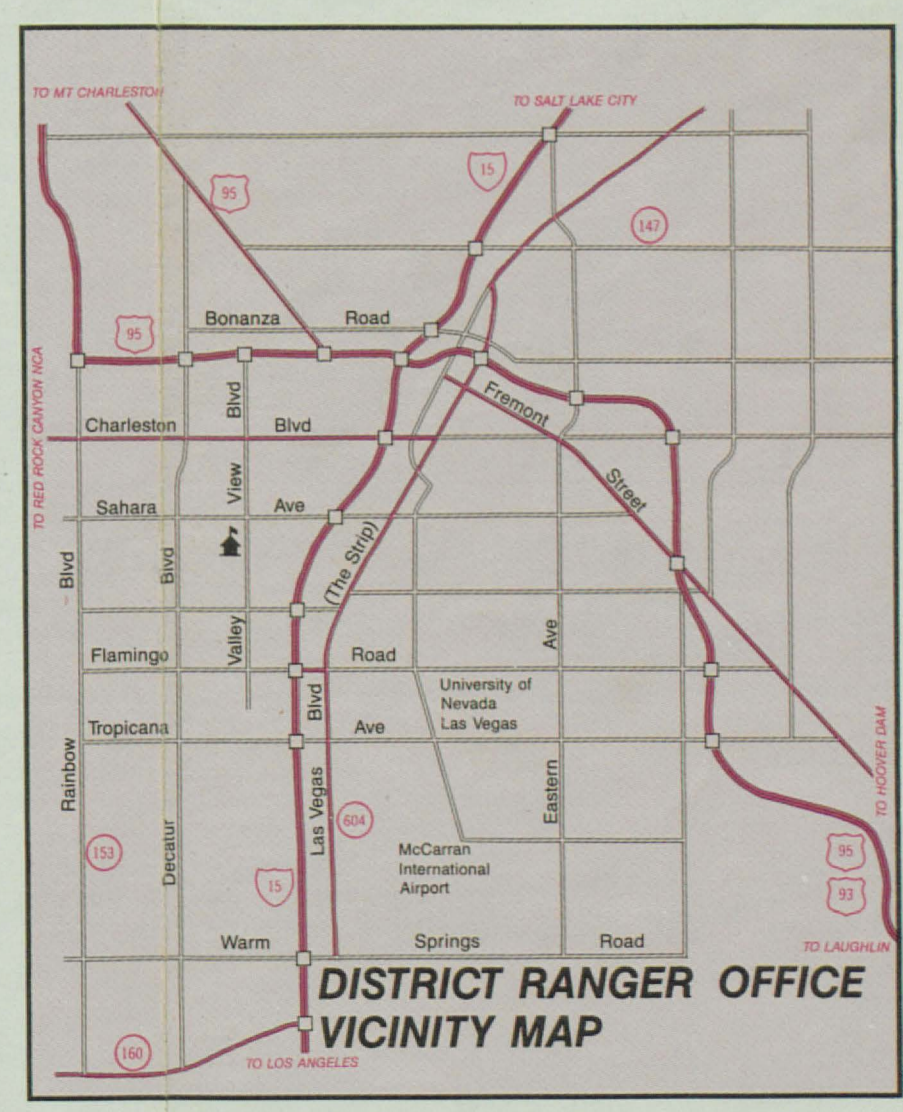 TO MT CHARLESTON
TO SALT LAKE CITY
95
15
147
Bonanza Road
95
TO RED ROCK CANYON NCA
Charleston Blvd
Fremont Street
Sahara Ave
Valley View Blvd
(The Strip)
Rainbow Blvd
Decatur Blvd
Flamingo Road
University of
Nevada
Las Vegas
Tropicana Ave
Las Vegas Blvd
Eastern Ave
TO HOOVER DAM
604
153
McCarran
International
Airport
15
95
93
Warm Springs Road
TO LAUGHLIN
DISTRICT RANGER OFFICE
VICINITY MAP
160
TO LOS ANGELES